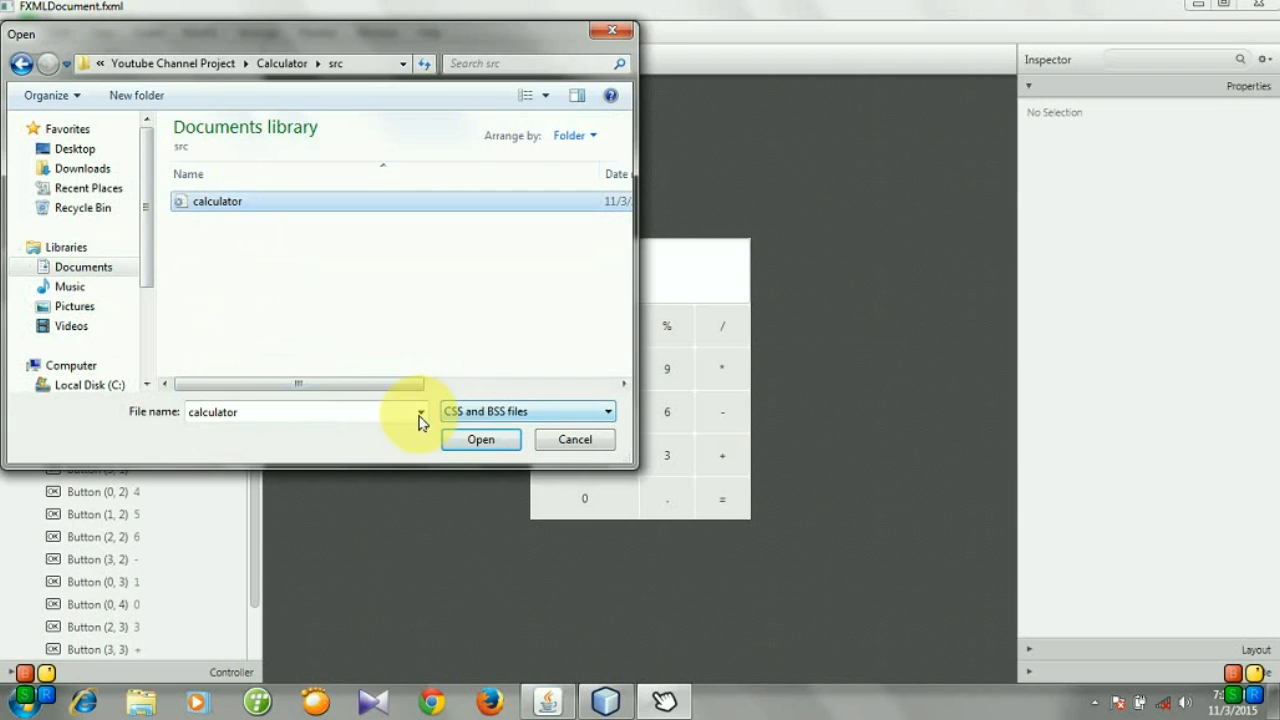 FXMLDocument.fxml
Open
« Youtube Channel Project Calculator src
Search src
Organize
New folder
Favorites
Desktop
Downloads
Recent Places
Recycle Bin
Libraries
Documents
Music
Pictures
Videos
Computer
Local Disk (C:)
Documents library
src
Arrange by: Folder
Name
Date
calculator
11/3/
File name: calculator
CSS and BSS files
Open
Cancel
% /
9 *
6 -
3 +
0 . =
Button (0, 2) 4
Button (1, 2) 5
Button (2, 2) 6
Button (3, 2) -
Button (0, 3) 1
Button (0, 4) 0
Button (2, 3) 3
Button (3, 3) +
Controller
Inspector
Properties
No Selection
Layout
11/3/2015